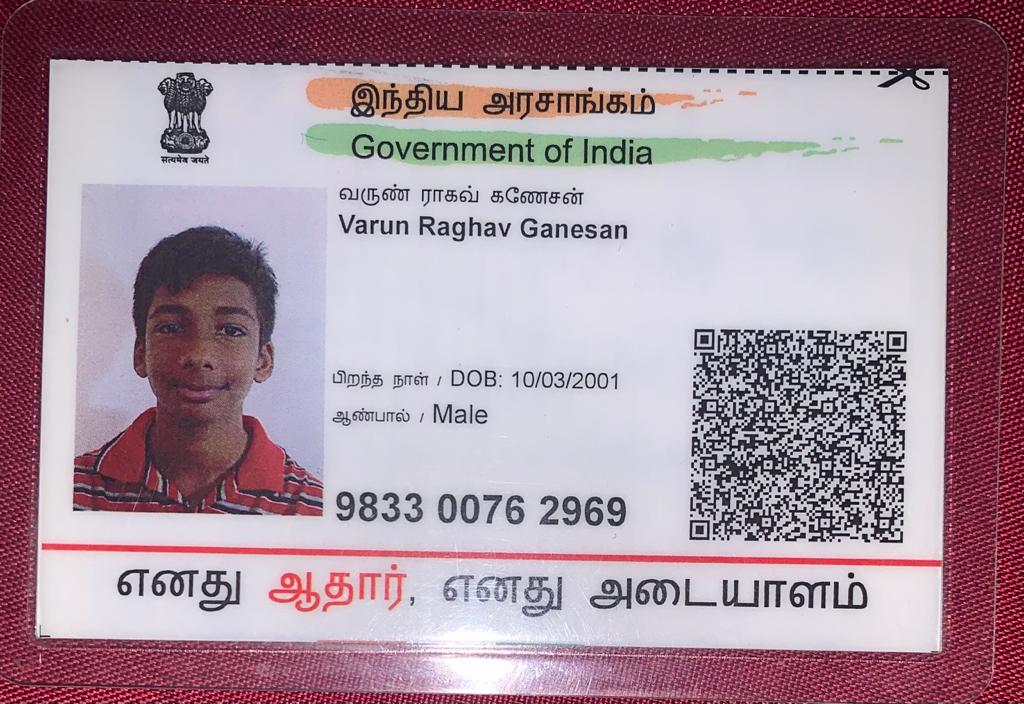 सत्यमेव जयते
இந்திய அரசாங்கம்
Government of India
வருண் ராகவ் கணேசன்
Varun Raghav Ganesan
பிறந்த நாள் / DOB: 10/03/2001
ஆண்பால் / Male
9833 0076 2969
எனது ஆதார், எனது அடையாளம்